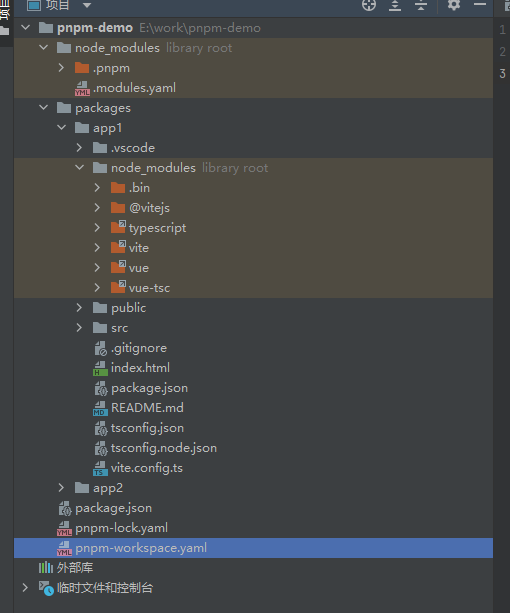 项目
pnpm-demo E:\work\pnpm-demo
node_modules library root
.pnpm
.modules.yaml
packages
app1
.vscode
node_modules library root
.bin
@vitejs
typescript
vite
vue
vue-tsc
public
src
.gitignore
index.html
package.json
README.md
tsconfig.json
tsconfig.node.json
vite.config.ts
app2
package.json
pnpm-lock.yaml
pnpm-workspace.yaml
外部库
临时文件和控制台
1
2
3